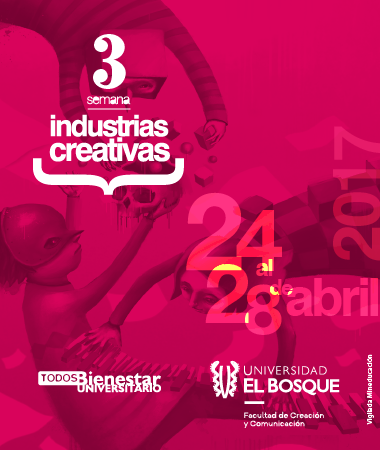 3
semana
industrias
creativas
24
al
28 de abril
2017
TODOS Bienestar
UNIVERSITARIO
UNIVERSIDAD
EL BOSQUE
Facultad de Creación
y Comunicación
Vigilada Mineducación